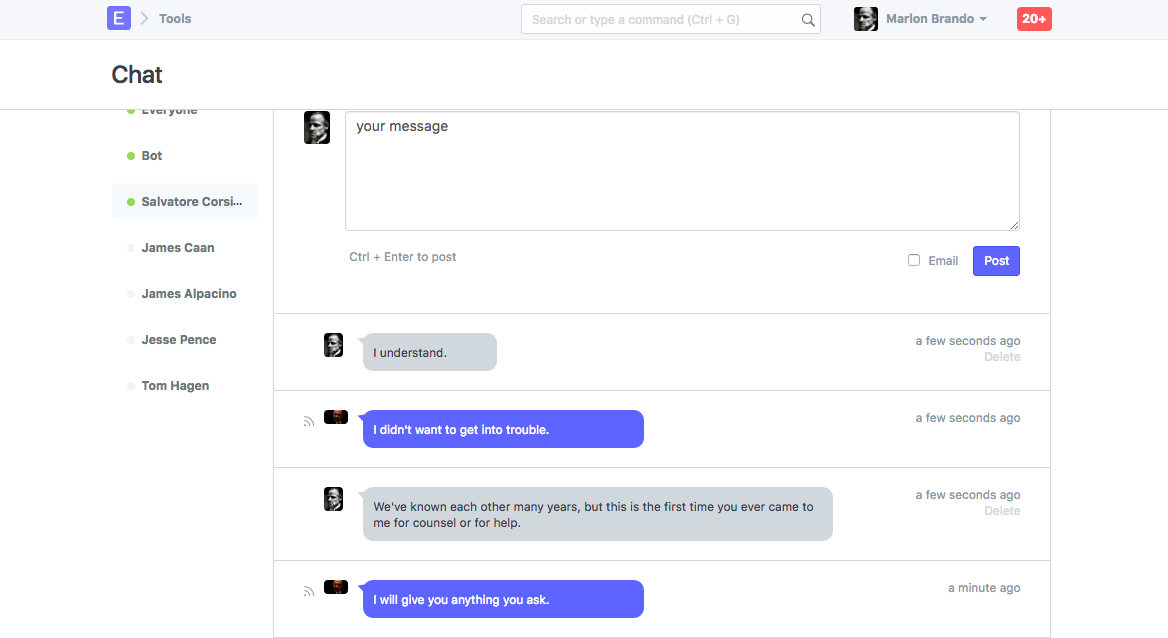 E
Tools
Search or type a command (Ctrl + G)
Marlon Brando
20+
Chat
Everyone
Bot
Salvatore Corsi...
James Caan
James Alpacino
Jesse Pence
Tom Hagen
your message
Ctrl + Enter to post
Email
Post
I understand.
a few seconds ago
Delete
I didn't want to get into trouble.
a few seconds ago
We've known each other many years, but this is the first time you ever came to
me for counsel or for help.
a few seconds ago
Delete
I will give you anything you ask.
a minute ago